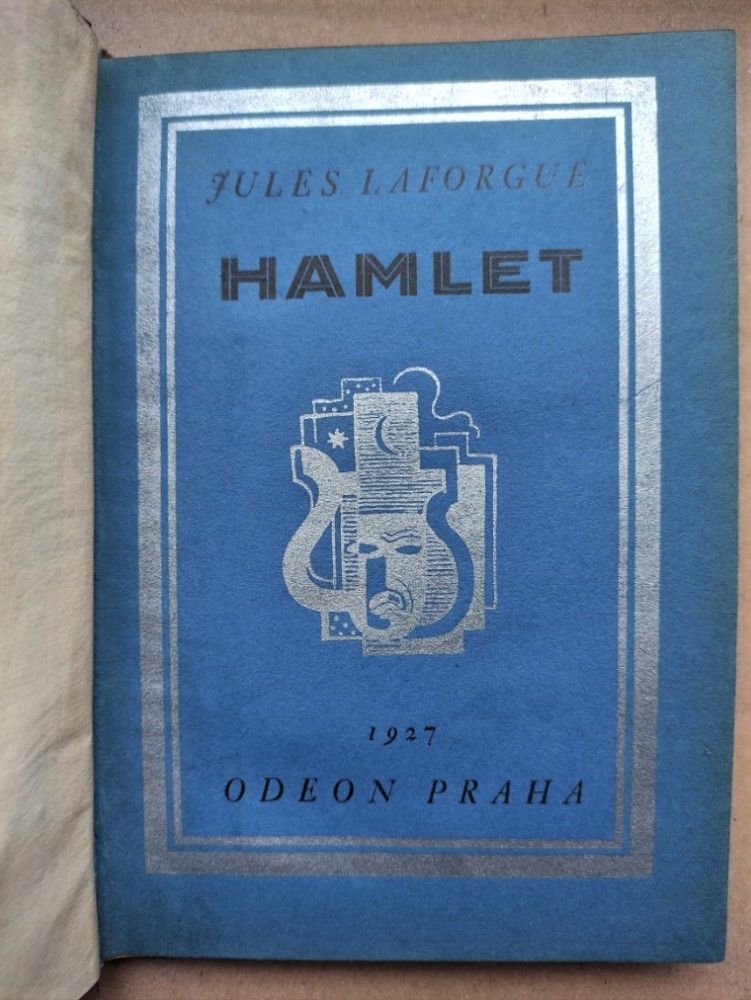 JULES LAFORGUE
HAMLET
1927
ODEON PRAHA